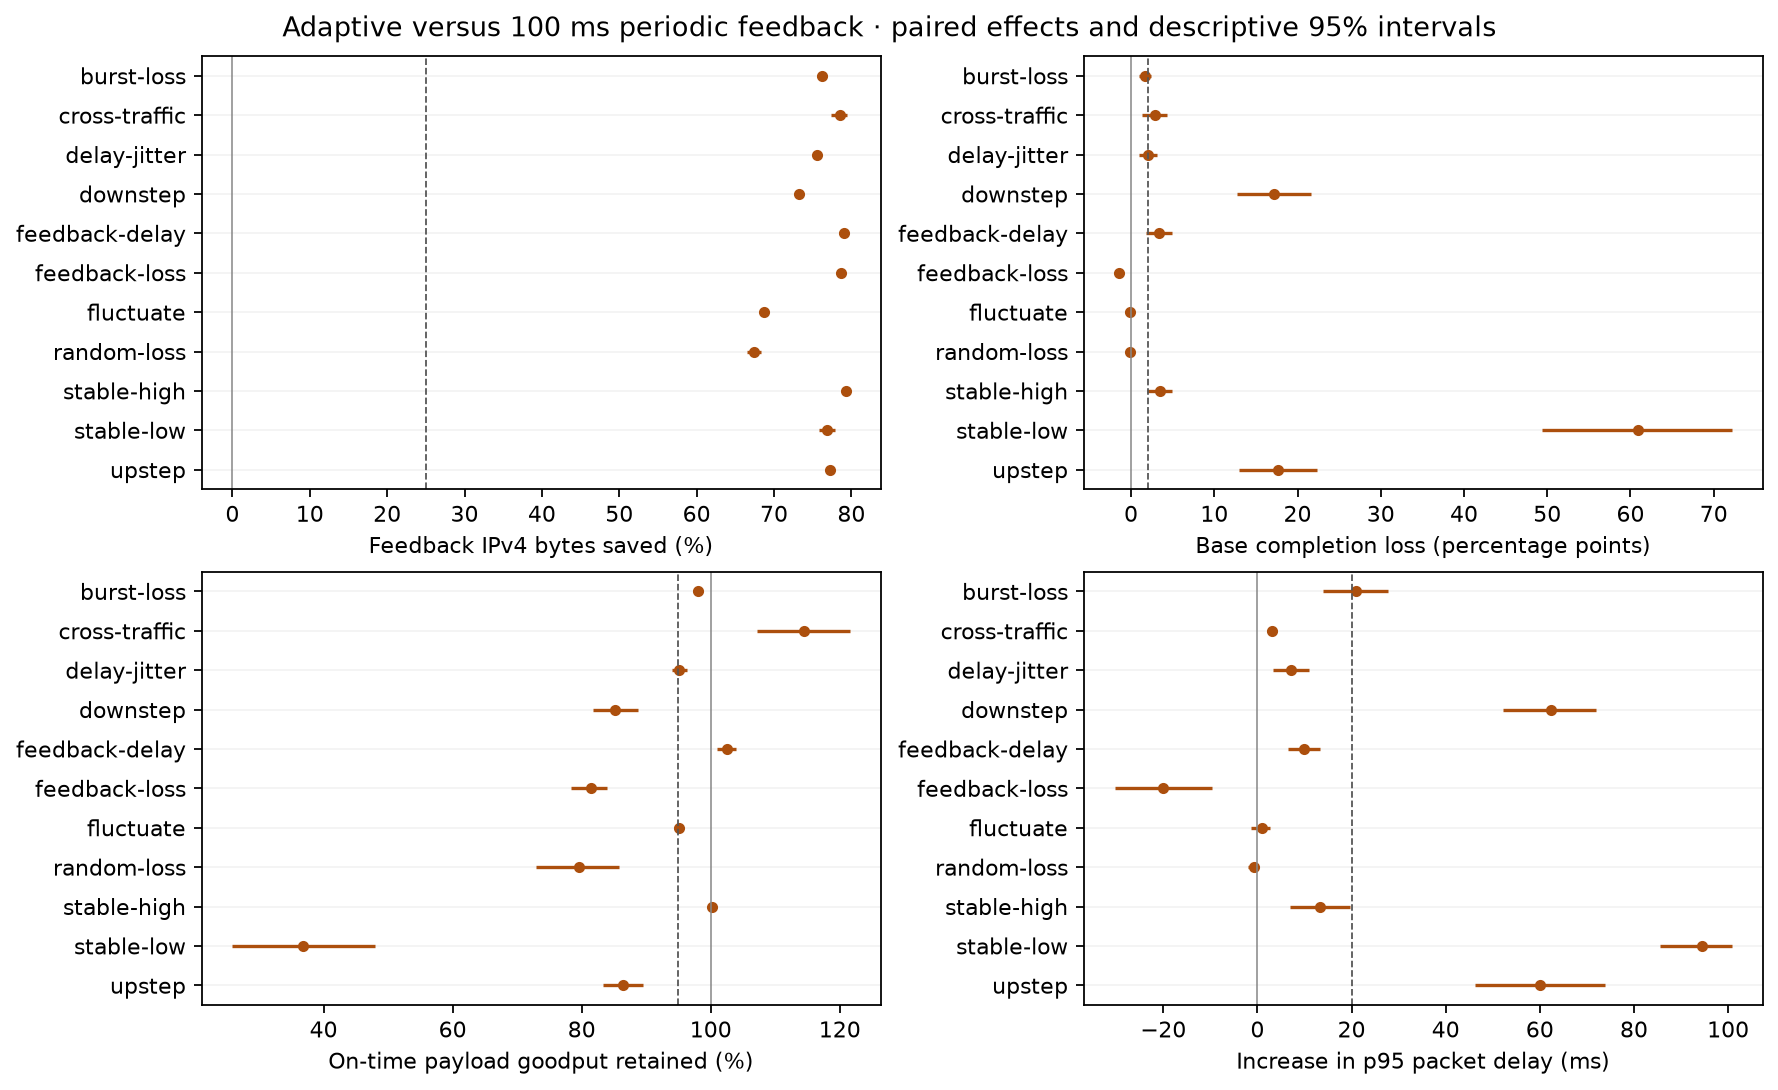 Adaptive versus 100 ms periodic feedback · paired effects and descriptive 95% intervals
burst-loss
cross-traffic
delay-jitter
downstep
feedback-delay
feedback-loss
fluctuate
random-loss
stable-high
stable-low
upstep
0 10 20 30 40 50 60 70 80
Feedback IPv4 bytes saved (%)
burst-loss
cross-traffic
delay-jitter
downstep
feedback-delay
feedback-loss
fluctuate
random-loss
stable-high
stable-low
upstep
0 10 20 30 40 50 60 70
Base completion loss (percentage points)
burst-loss
cross-traffic
delay-jitter
downstep
feedback-delay
feedback-loss
fluctuate
random-loss
stable-high
stable-low
upstep
40 60 80 100 120
On-time payload goodput retained (%)
burst-loss
cross-traffic
delay-jitter
downstep
feedback-delay
feedback-loss
fluctuate
random-loss
stable-high
stable-low
upstep
−20 0 20 40 60 80 100
Increase in p95 packet delay (ms)